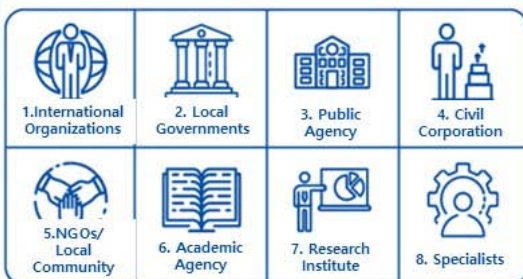 1.International
Organizations
2. Local
Governments
3. Public
Agency
4. Civil
Corporation
5.NGOs/
Local
Community
6. Academic
Agency
7. Research
Institute
8. Specialists